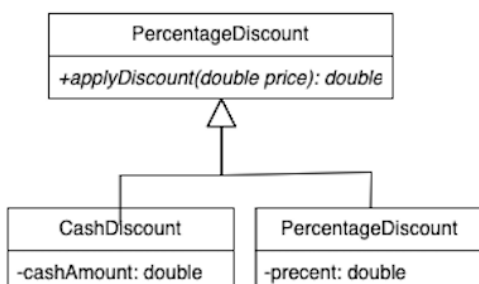 PercentageDiscount
+applyDiscount(double price): double
CashDiscount
-cashAmount: double
PercentageDiscount
-precent: double